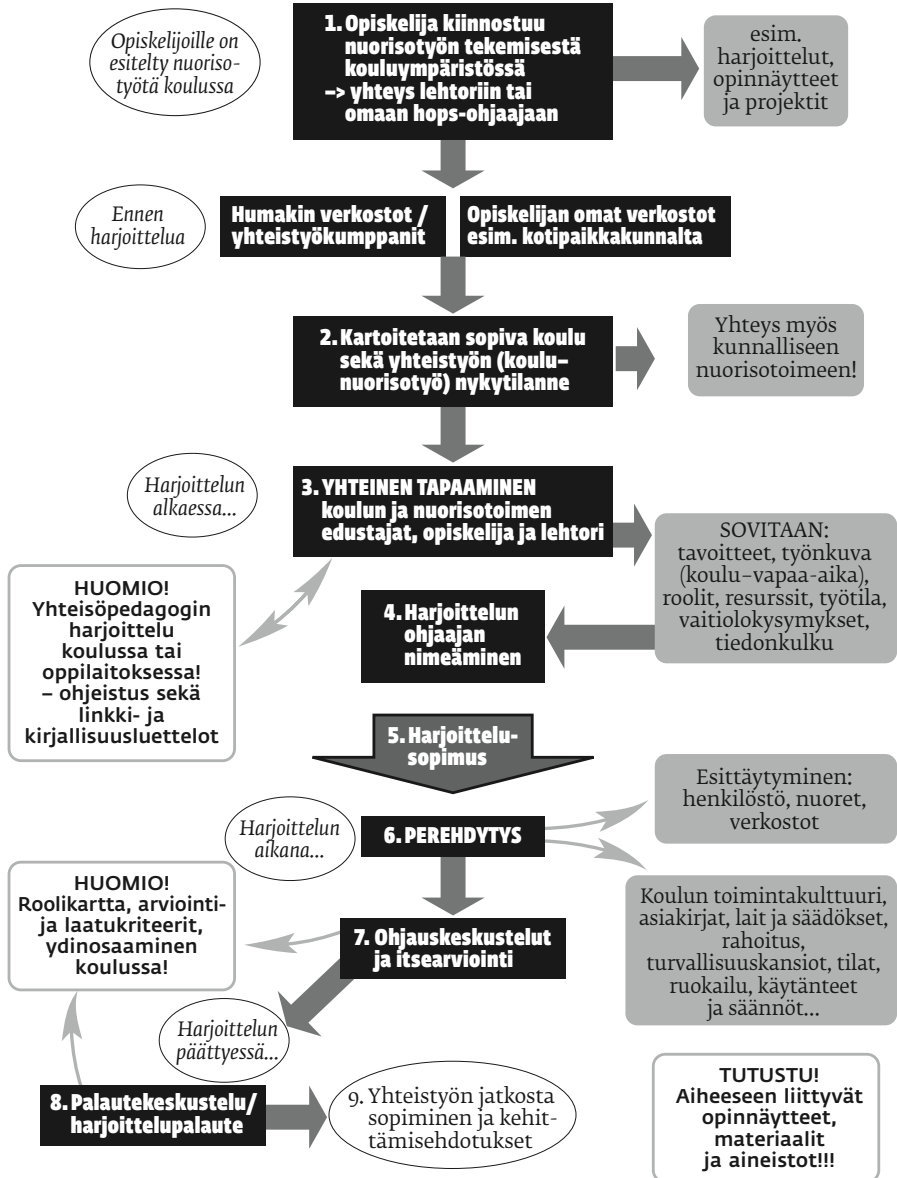 Opiskelijoille on
esitelty nuoriso-
työtä koulussa
1. Opiskelija kiinnostuu
nuorisotyön tekemisestä
kouluympäristössä
–> yhteys lehtoriin tai
omaan hops-ohjaajaan
esim.
harjoittelut,
opinnäytteet
ja projektit
Ennen
harjoittelua
Humakin verkostot /
yhteistyökumppanit
Opiskelijan omat verkostot
esim. kotipaikkakunnalta
2. Kartoitetaan sopiva koulu
sekä yhteistyön (koulu–
nuorisotyö) nykytilanne
Yhteys myös
kunnalliseen
nuorisotoimeen!
Harjoittelun
alkaessa...
3. YHTEINEN TAPAAMINEN
koulun ja nuorisotoimen
edustajat, opiskelija ja lehtori
SOVITAAN:
tavoitteet, työnkuva
(koulu–vapaa-aika),
roolit, resurssit, työtila,
vaitiolokysymykset,
tiedonkulku
HUOMIO!
Yhteisöpedagogin
harjoittelu
koulussa tai
oppilaitoksessa!
– ohjeistus sekä
linkki- ja
kirjallisuusluettelot
4. Harjoittelun
ohjaajan
nimeäminen
5. Harjoittelu-
sopimus
Harjoittelun
aikana...
6. PEREHDYTYS
Esittäytyminen:
henkilöstö, nuoret,
verkostot
Koulun toimintakulttuuri,
asiakirjat, lait ja säädökset,
rahoitus,
turvallisuuskansiot, tilat,
ruokailu, käytänteet
ja säännöt...
HUOMIO!
Roolikartta, arviointi-
ja laatukriteerit,
ydinosaaminen
koulussa!
7. Ohjauskeskustelut
ja itsearviointi
Harjoittelun
päättyessä...
8. Palautekeskustelu/
harjoittelupalaute
9. Yhteistyön jatkosta
sopiminen ja kehit-
tämisehdotukset
TUTUSTU!
Aiheeseen liittyvät
opinnäytteet,
materiaalit
ja aineistot!!!